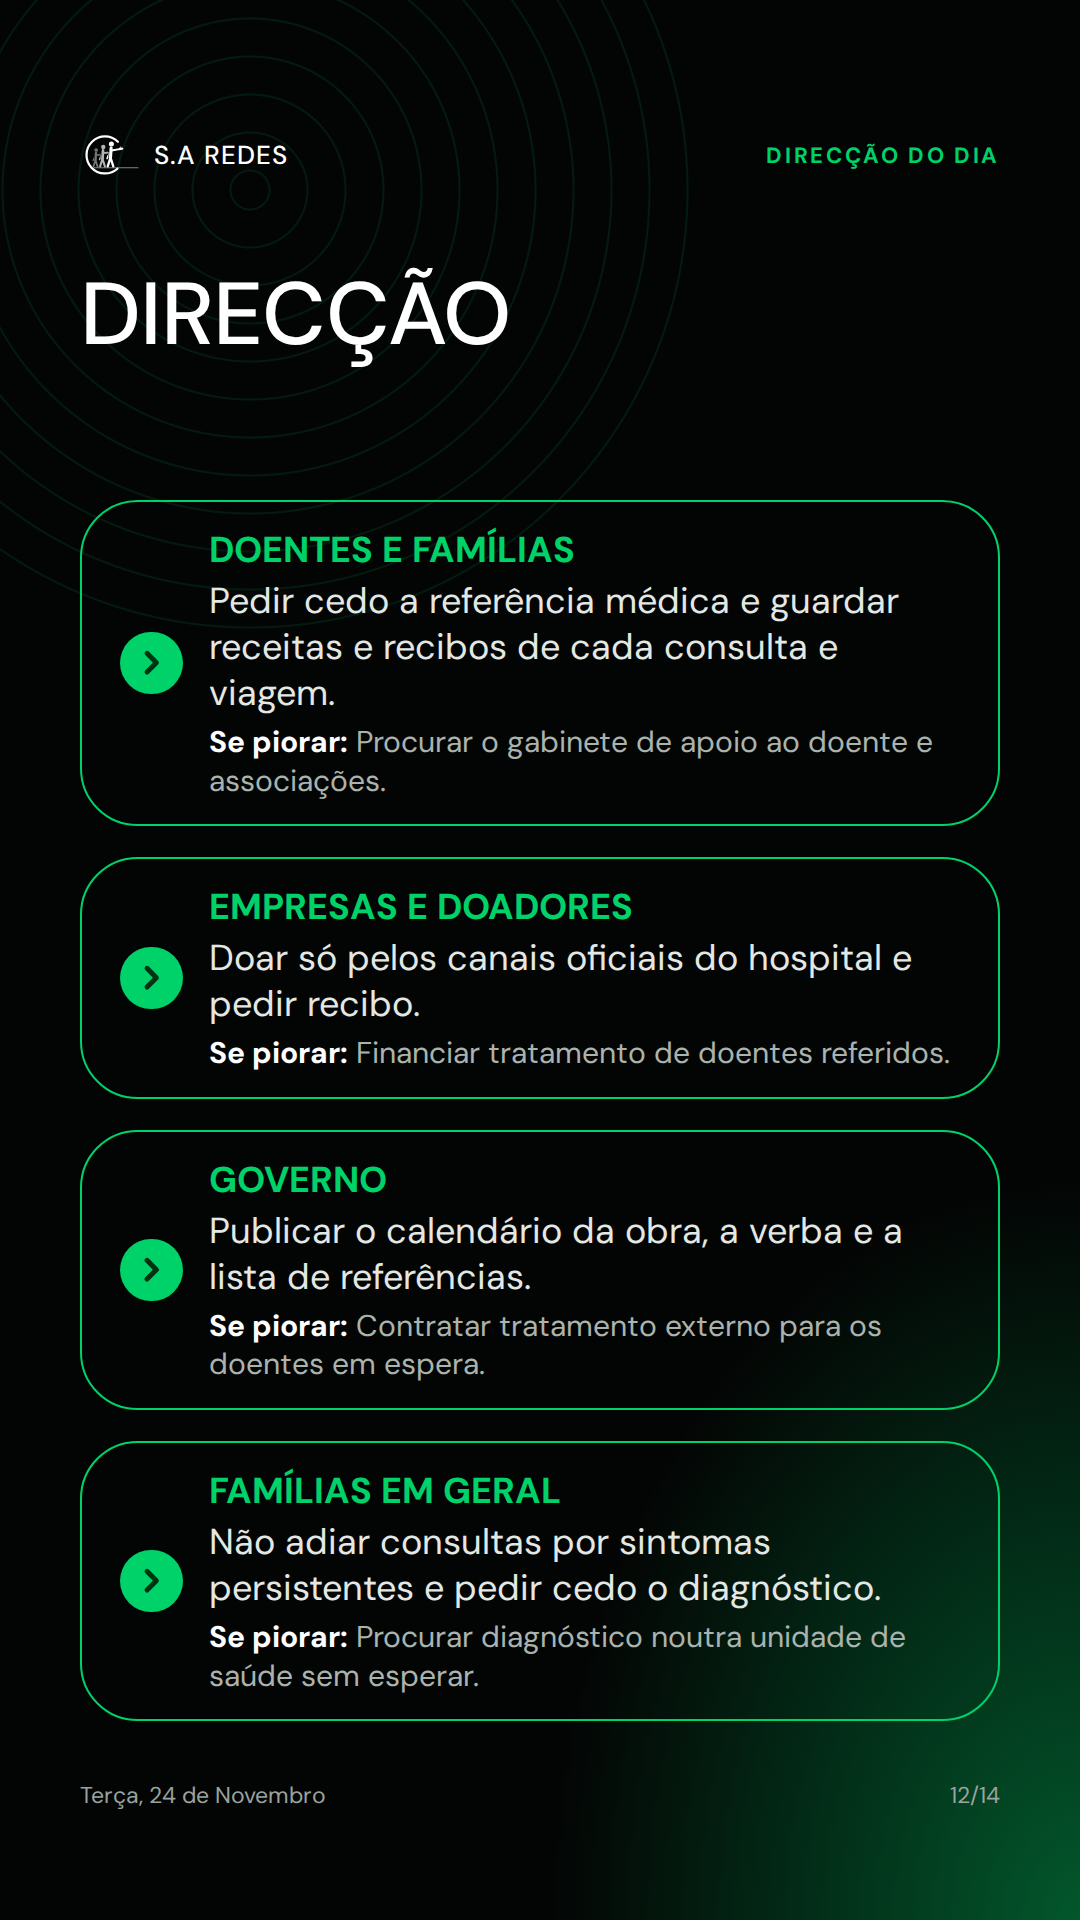 S.A REDES
DIRECÇÃO DO DIA
DIRECÇÃO
DOENTES E FAMÍLIAS
Pedir cedo a referência médica e guardar
receitas e recibos de cada consulta e
viagem.
Se piorar: Procurar o gabinete de apoio ao doente e
associações.
EMPRESAS E DOADORES
Doar só pelos canais oficiais do hospital e
pedir recibo.
Se piorar: Financiar tratamento de doentes referidos.
GOVERNO
Publicar o calendário da obra, a verba e a
lista de referências.
Se piorar: Contratar tratamento externo para os
doentes em espera.
FAMÍLIAS EM GERAL
Não adiar consultas por sintomas
persistentes e pedir cedo o diagnóstico.
Se piorar: Procurar diagnóstico noutra unidade de
saúde sem esperar.
Terça, 24 de Novembro
12/14